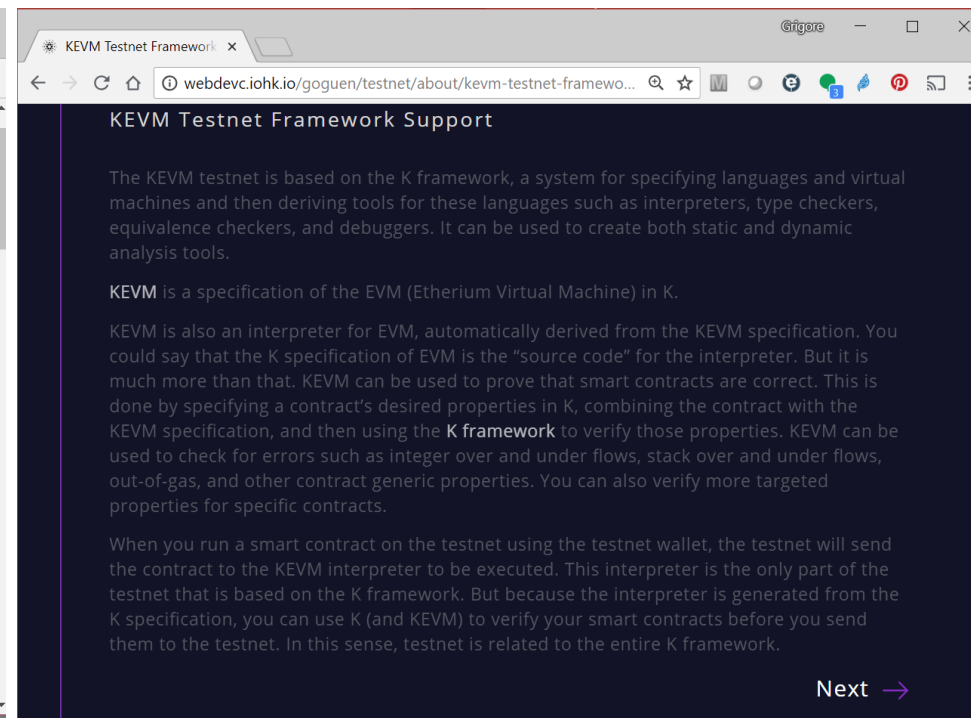 Grigore
KEVM Testnet Framework
webdevc.iohk.io/goguen/testnet/about/kevm-testnet-framewo...
3
KEVM Testnet Framework Support
The KEVM testnet is based on the K framework, a system for specifying languages and virtual
machines and then deriving tools for these languages such as interpreters, type checkers,
equivalence checkers, and debuggers. It can be used to create both static and dynamic
analysis tools.
KEVM is a specification of the EVM (Etherium Virtual Machine) in K.
KEVM is also an interpreter for EVM, automatically derived from the KEVM specification. You
could say that the K specification of EVM is the “source code” for the interpreter. But it is
much more than that. KEVM can be used to prove that smart contracts are correct. This is
done by specifying a contract’s desired properties in K, combining the contract with the
KEVM specification, and then using the K framework to verify those properties. KEVM can be
used to check for errors such as integer over and under flows, stack over and under flows,
out-of-gas, and other contract generic properties. You can also verify more targeted
properties for specific contracts.
When you run a smart contract on the testnet using the testnet wallet, the testnet will send
the contract to the KEVM interpreter to be executed. This interpreter is the only part of the
testnet that is based on the K framework. But because the interpreter is generated from the
K specification, you can use K (and KEVM) to verify your smart contracts before you send
them to the testnet. In this sense, testnet is related to the entire K framework.
Next